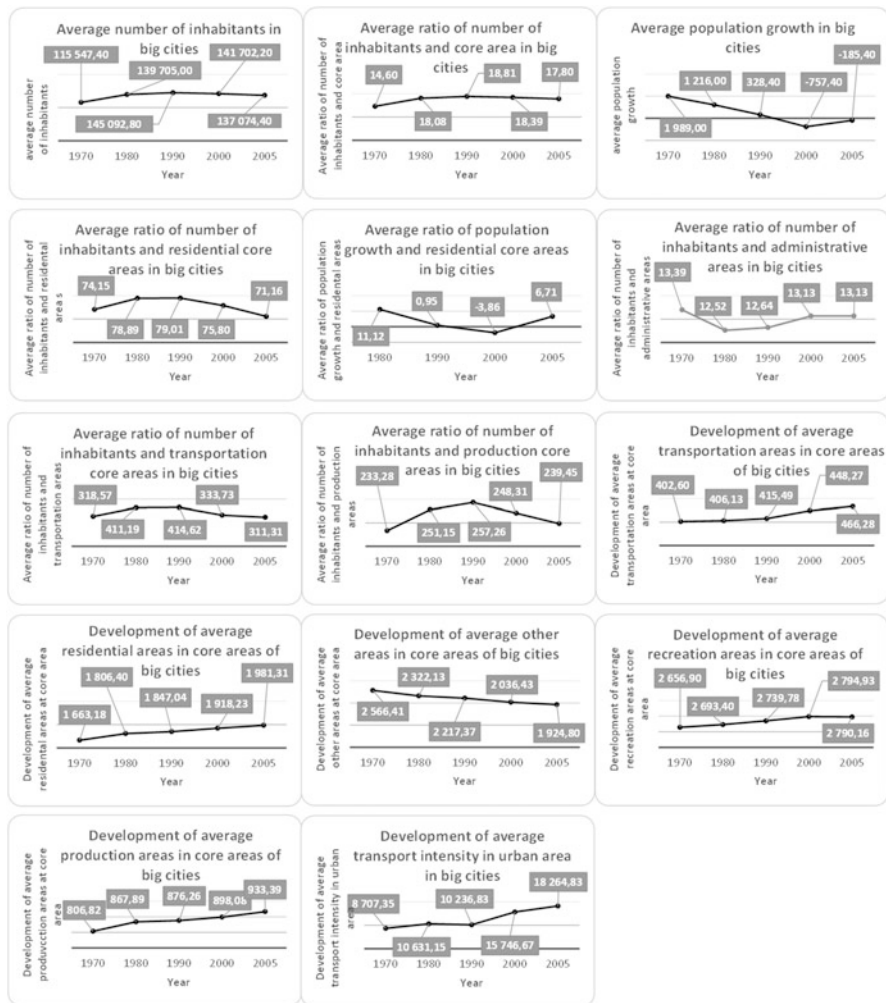 Average number of inhabitants in
big cities
115 547,40
139 705,00
141 702,20
145 092,80
137 074,40
average number
of inhabitants
1970 1980 1990 2000 2005
Year
Average ratio of number of
inhabitants and core area in big
cities
14,60
18,81
17,80
18,08
18,39
Average ratio of number of
inhabitants and core area
1970 1980 1990 2000 2005
Year
Average population growth in big
cities
-185,40
1 216,00
328,40
-757,40
1 989,00
average population
growth
1970 1980 1990 2000 2005
Year
Average ratio of number of
inhabitants and residential core
areas in big cities
74,15
71,16
78,89
79,01
75,80
Average ratio of number of
inhabitants and residental
area s
1970 1980 1990 2000 2005
Year
Average ratio of population
growth and residential core areas
in big cities
0,95
-3,86
6,71
11,12
Average ratio of population
growth and residental areas
1980 1990 2000 2005
Year
Average ratio of number of
inhabitants and administrative
areas in big cities
13,39
12,52
12,64
13,13
13,13
Average ratio of number of
inhabitants and
administrative areas
1970 1980 1990 2000 2005
Year
Average ratio of number of
inhabitants and transportation
core areas in big cities
318,57
333,73
411,19
414,62
311,31
Average ratio of number of
inhabitants and
transportation areas
1970 1980 1990 2000 2005
Year
Average ratio of number of
inhabitants and production core
areas in big cities
233,28
248,31
239,45
251,15
257,26
Average ratio of number of
inhabitants and production
areas
1970 1980 1990 2000 2005
Year
Development of average
transportation areas in core areas
of big cities
402,60
406,13
415,49
448,27
466,28
Development of average
transportation areas at core
area
1970 1980 1990 2000 2005
Year
Development of average
residential areas in core areas of
big cities
1 663,18
1 806,40
1 847,04
1 918,23
1 981,31
Development of average
residental areas at core area
1970 1980 1990 2000 2005
Year
Development of average other
areas in core areas of big cities
2 322,13
2 036,43
2 566,41
2 217,37
1 924,80
Development of average
other areas at core area
1970 1980 1990 2000 2005
Year
Development of average
recreation areas in core areas of
big cities
2 656,90
2 693,40
2 739,78
2 794,93
2 790,16
Development of average
recreation areas at core
area
1970 1980 1990 2000 2005
Year
Development of average
production areas in core areas of
big cities
806,82
867,89
876,26
898,08
933,39
Development of average
produvcction areas at core
area
1970 1980 1990 2000 2005
Year
Development of average
transport intensity in urban area
in big cities
8 707,35
10 236,83
18 264,83
10 631,15
15 746,67
Development of average
transport intensity in urban
area
1970 1980 1990 2000 2005
Year